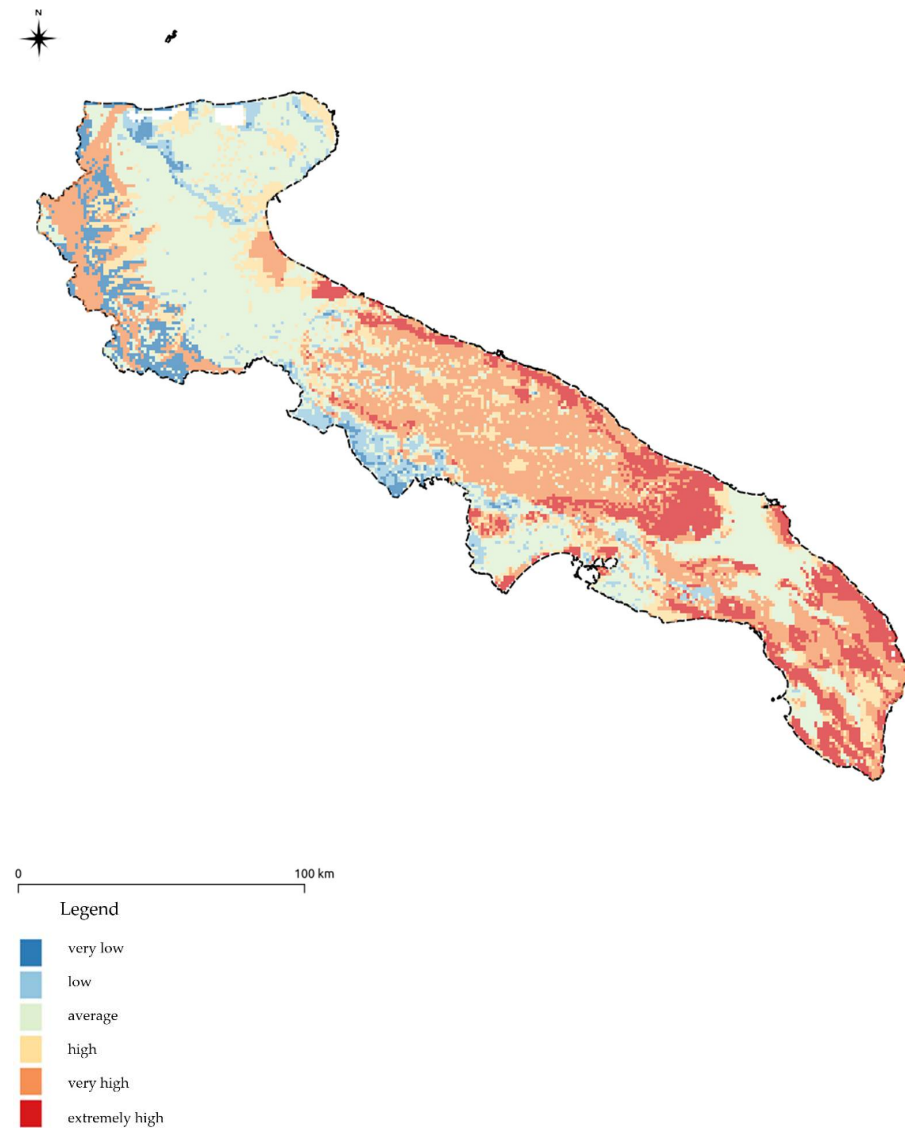 N
0 100 km
Legend
very low
low
average
high
very high
extremely high